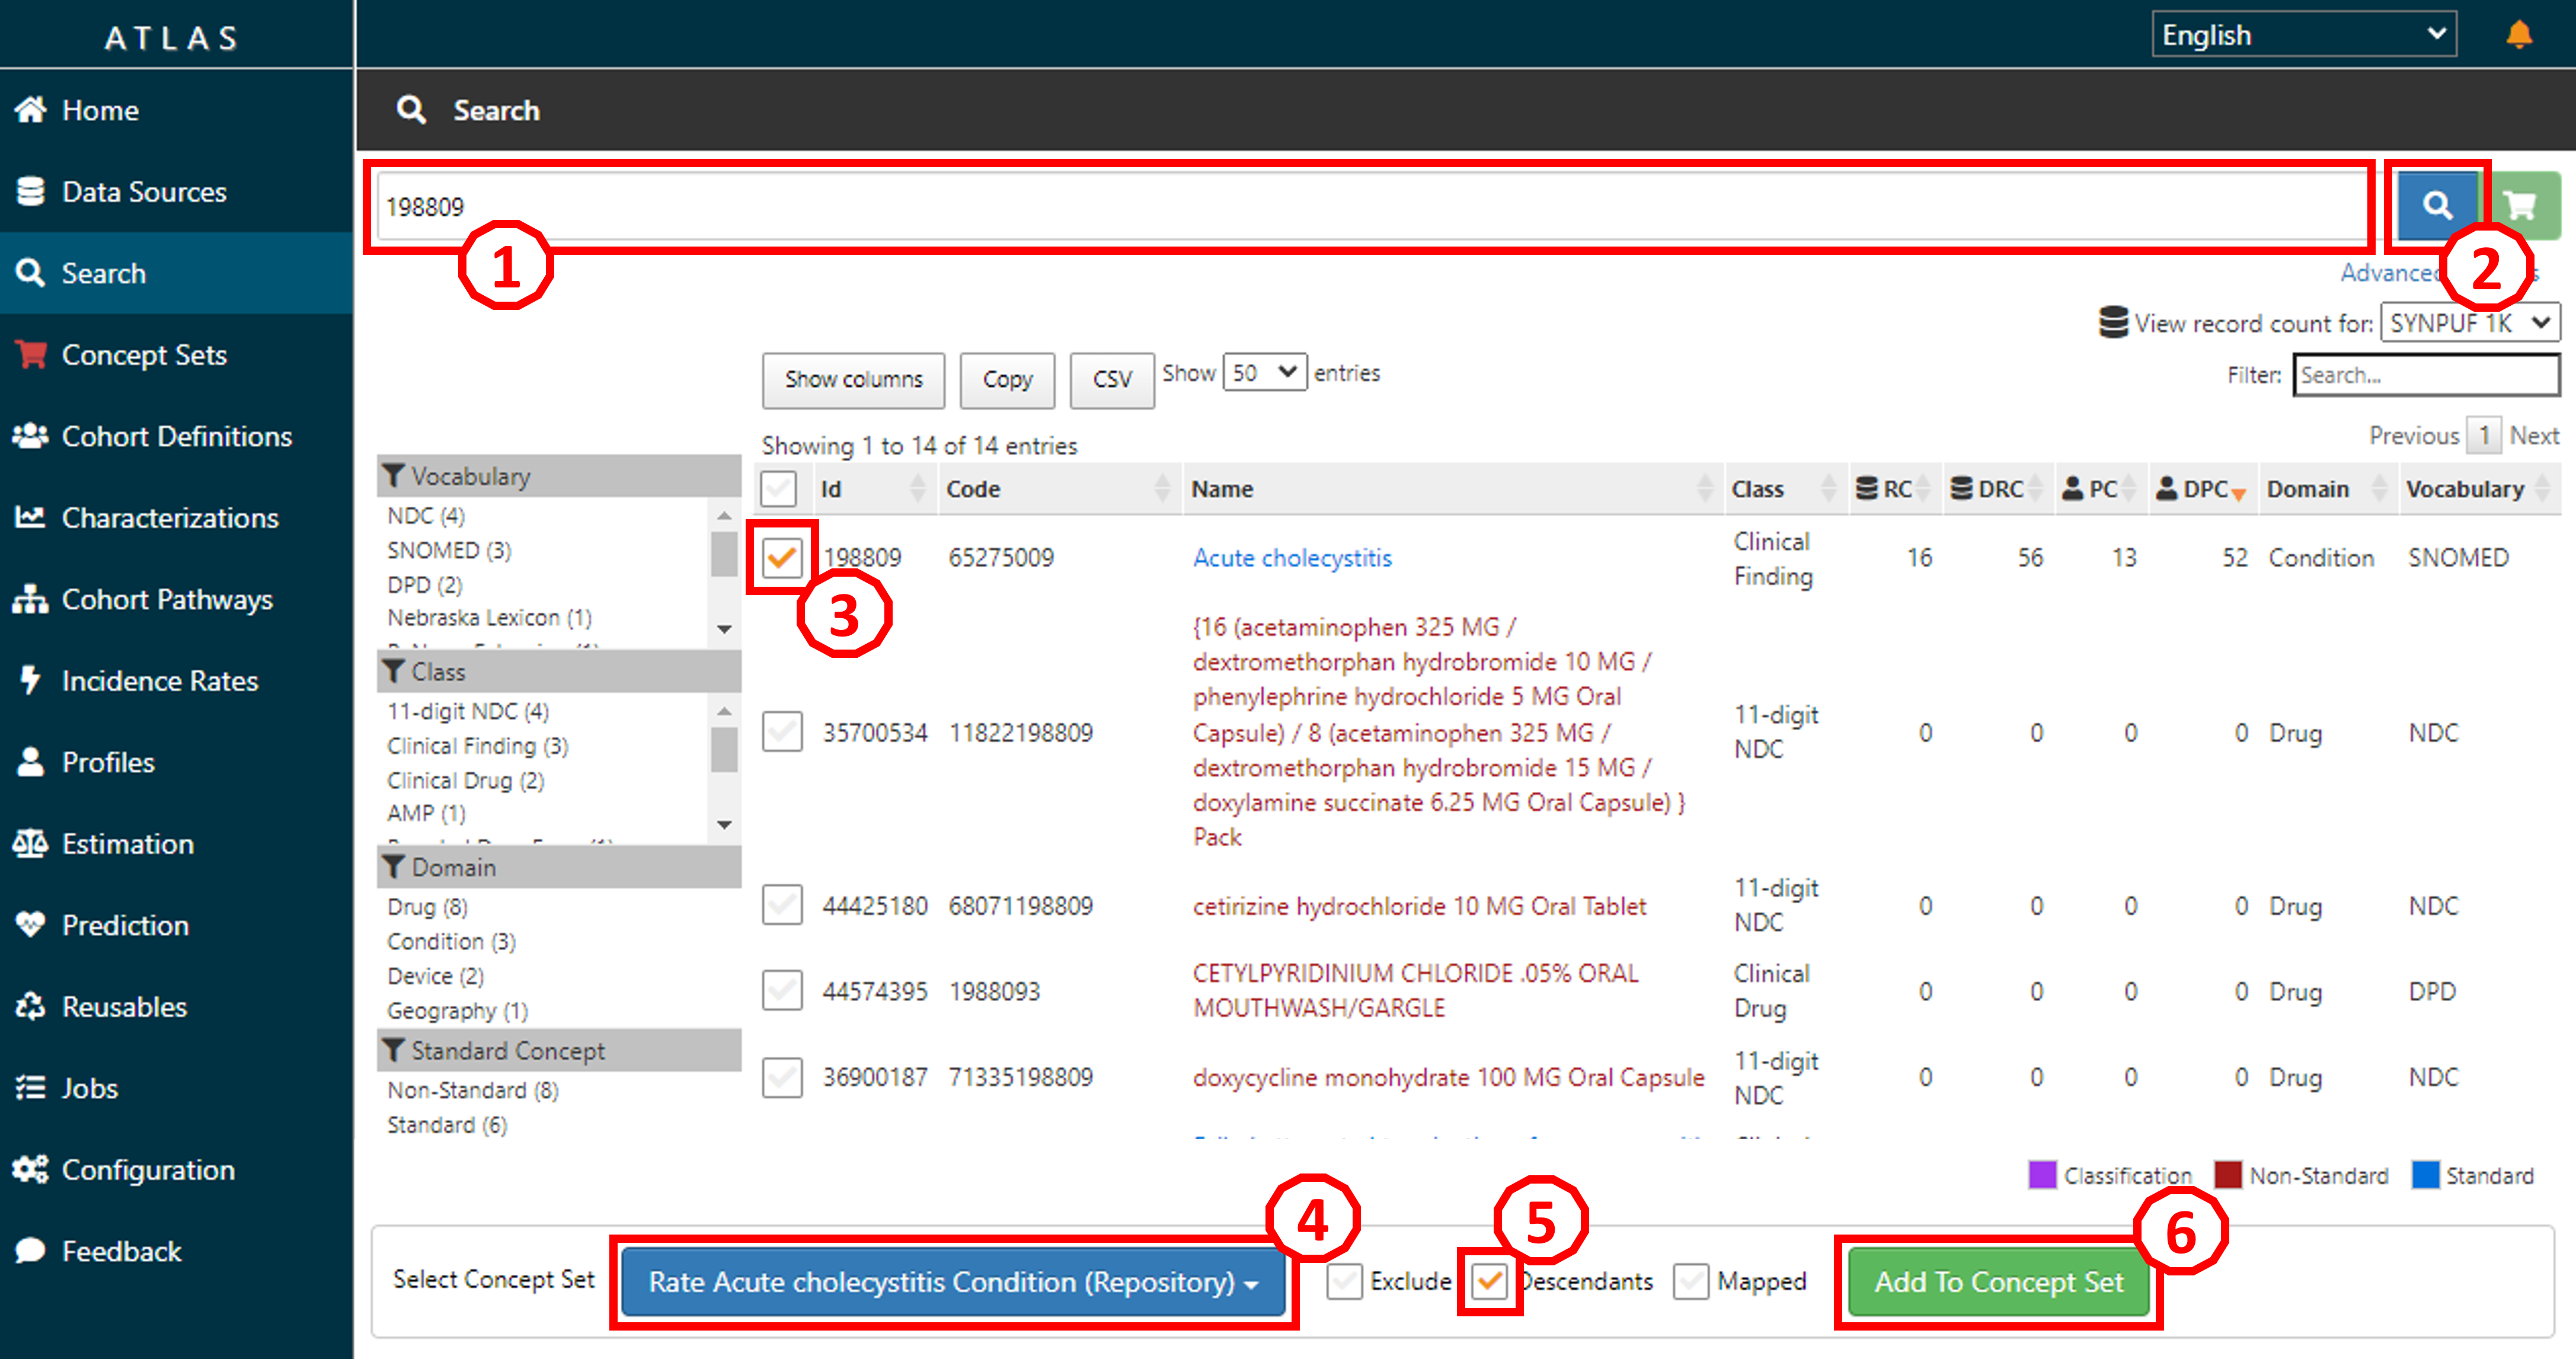 ATLAS
English
Home
Data Sources
Search
Concept Sets
Cohort Definitions
Characterizations
Cohort Pathways
Incidence Rates
Profiles
Estimation
Prediction
Reusables
Jobs
Configuration
Feedback
Search
198809
1
2
Advanced
View record count for: SYNPUF 1K
Show columns Copy CSV Show 50 entries
Filter: Search...
Showing 1 to 14 of 14 entries
Previous 1 Next
Vocabulary
NDC (4)
SNOMED (3)
DPD (2)
Nebraska Lexicon (1)
Class
11-digit NDC (4)
Clinical Finding (3)
Clinical Drug (2)
AMP (1)
Domain
Drug (8)
Condition (3)
Device (2)
Geography (1)
Standard Concept
Non-Standard (8)
Standard (6)
Id Code Name Class RC DRC PC DPC Domain Vocabulary
198809 65275009 Acute cholecystitis Clinical Finding 16 56 13 52 Condition SNOMED
3
{16 (acetaminophen 325 MG /
dextromethorphan hydrobromide 10 MG /
phenylephrine hydrochloride 5 MG Oral
Capsule) / 8 (acetaminophen 325 MG /
dextromethorphan hydrobromide 15 MG /
doxylamine succinate 6.25 MG Oral Capsule) }
Pack
35700534 11822198809 11-digit NDC 0 0 0 0 Drug NDC
44425180 68071198809 cetirizine hydrochloride 10 MG Oral Tablet 11-digit NDC 0 0 0 0 Drug NDC
44574395 1988093 CETYLPYRIDINIUM CHLORIDE .05% ORAL
MOUTHWASH/GARGLE Clinical Drug 0 0 0 0 Drug DPD
36900187 71335198809 doxycycline monohydrate 100 MG Oral Capsule 11-digit NDC 0 0 0 0 Drug NDC
Classification Non-Standard Standard
4
5
6
Select Concept Set Rate Acute cholecystitis Condition (Repository) Exclude Descendants Mapped Add To Concept Set